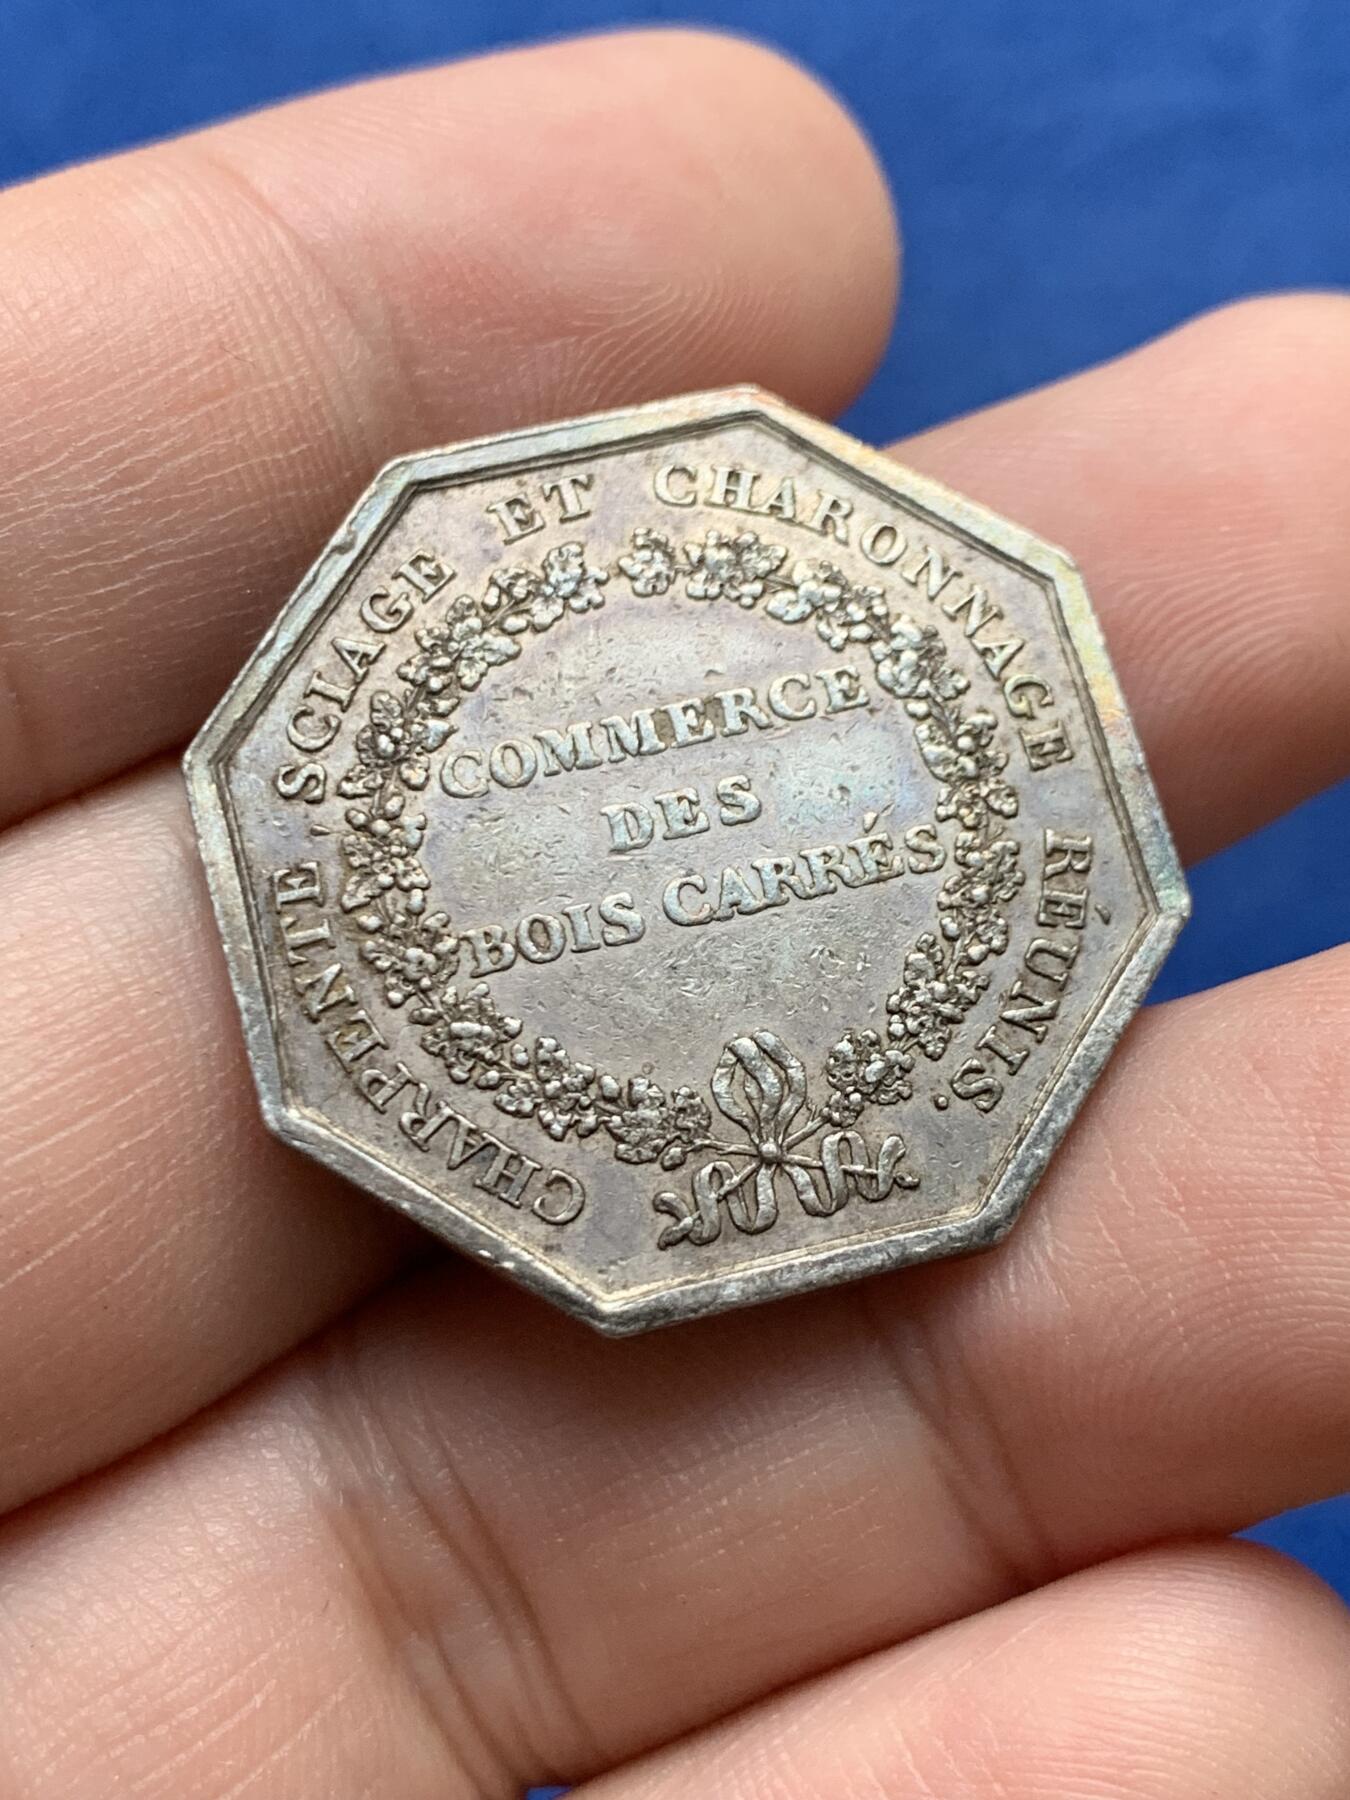 CHARPENTE, SCIAGE ET CHARONNAGE RÉUNIS.
COMMERCE
DES
BOIS CARRÉS